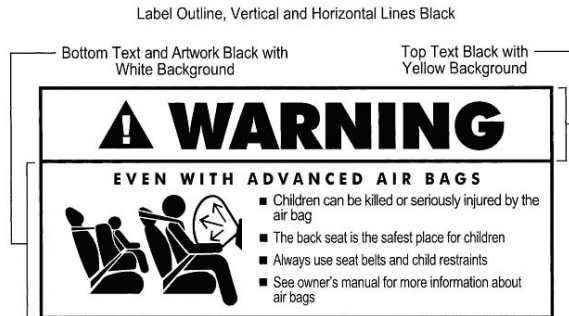 Label Outline, Vertical and Horizontal Lines Black
Bottom Text and Artwork Black with
White Background
Top Text Black with
Yellow Background
WARNING
EVEN WITH ADVANCED AIR BAGS
■ Children can be killed or seriously injured by the
air bag
■ The back seat is the safest place for children
■ Always use seat belts and child restraints
■ See owner's manual for more information about
air bags